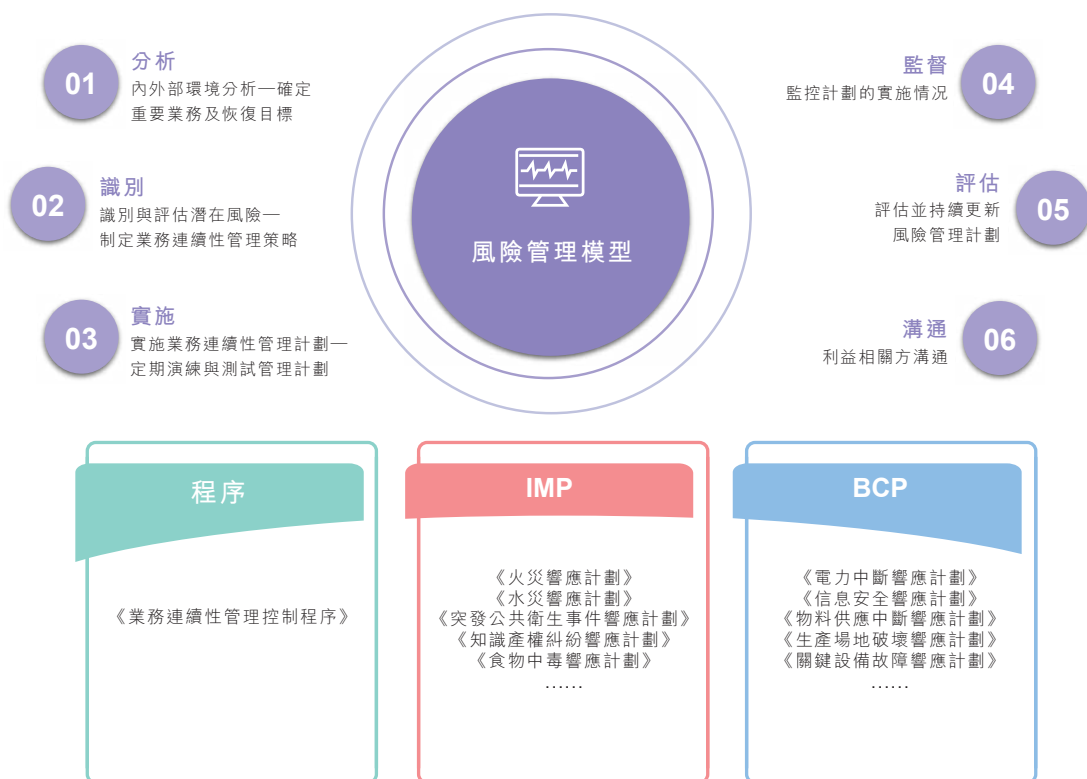 01
分析
內外部環境分析—確定
重要業務及恢復目標
02
識別
識別與評估潛在風險—
制定業務連續性管理策略
03
實施
實施業務連續性管理計劃—
定期演練與測試管理計劃
風險管理模型
監督
04
監控計劃的實施情况
評估
05
評估並持續更新
風險管理計劃
溝通
06
利益相關方溝通
程序
《業務連續性管理控制程序》
IMP
《火災響應計劃》
《水災響應計劃》
《突發公共衛生事件響應計劃》
《知識產權糾紛響應計劃》
《食物中毒響應計劃》
......
BCP
《電力中斷響應計劃》
《信息安全響應計劃》
《物料供應中斷響應計劃》
《生產場地破壞響應計劃》
《關鍵設備故障響應計劃》
......